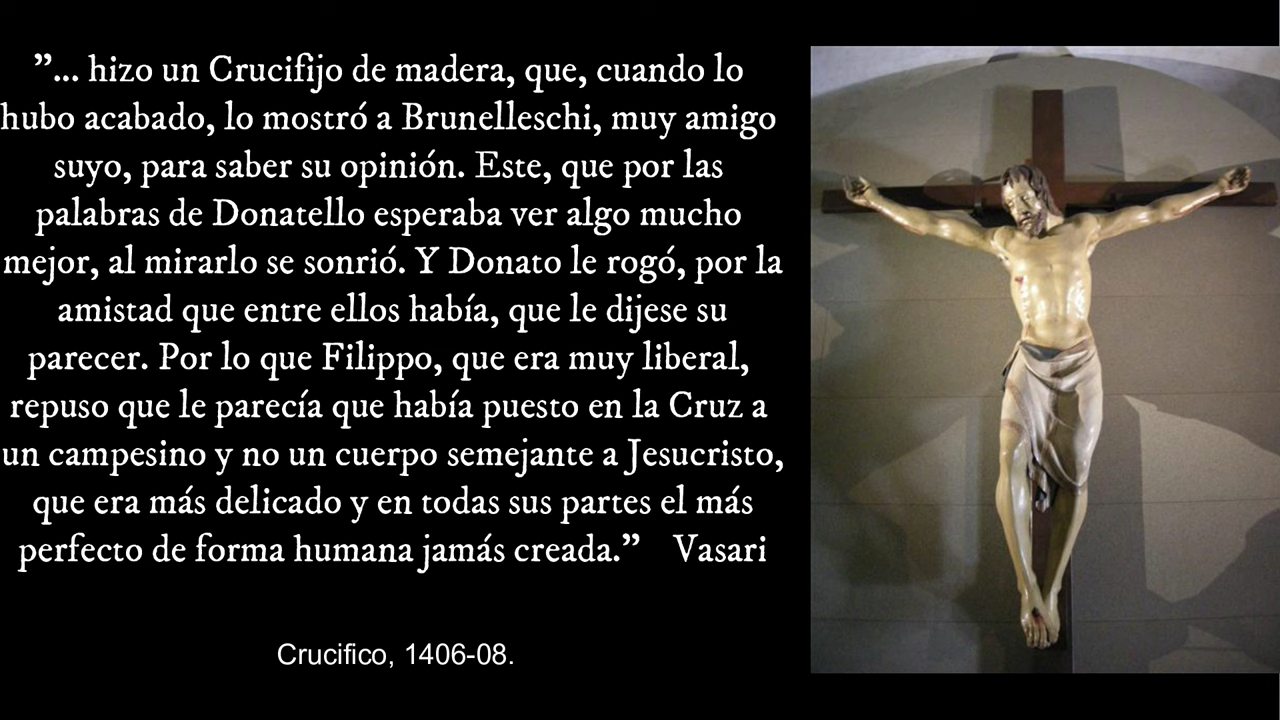 "... hizo un Crucifijo de madera, que, cuando lo
hubo acabado, lo mostró a Brunelleschi, muy amigo
suyo, para saber su opinión. Este, que por las
palabras de Donatello esperaba ver algo mucho
mejor, al mirarlo se sonrió. Y Donato le rogó, por la
amistad que entre ellos había, que le dijese su
parecer. Por lo que Filippo, que era muy liberal,
repuso que le parecía que había puesto en la Cruz a
un campesino y no un cuerpo semejante a Jesucristo,
que era más delicado y en todas sus partes el más
perfecto de forma humana jamás creada." Vasari
Crucifico, 1406-08.